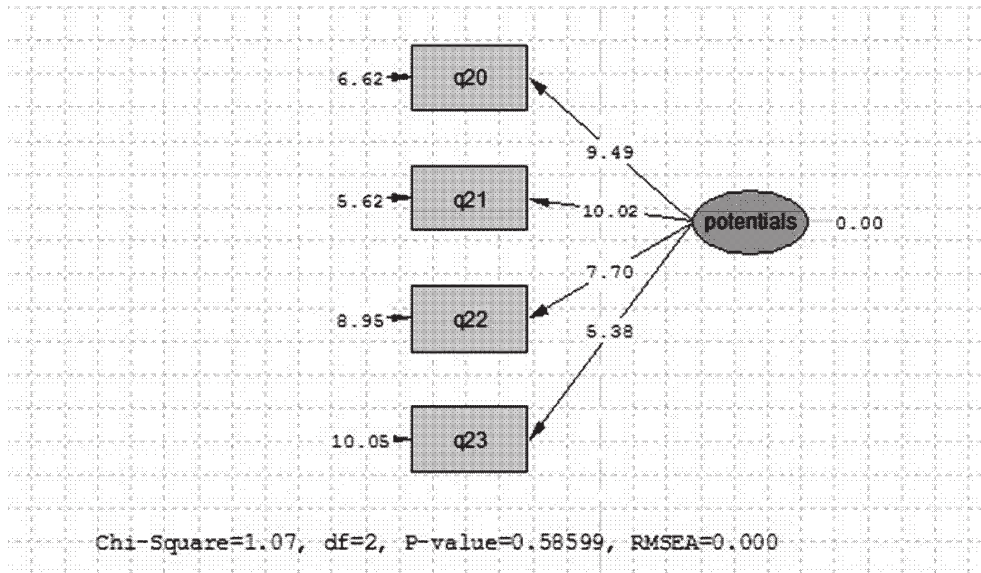 6.62
q20
9.49
5.62
q21
10.02
potentials
0.00
7.70
8.95
q22
5.38
10.05
q23
Chi-Square=1.07, df=2, P-value=0.58599, RMSEA=0.000